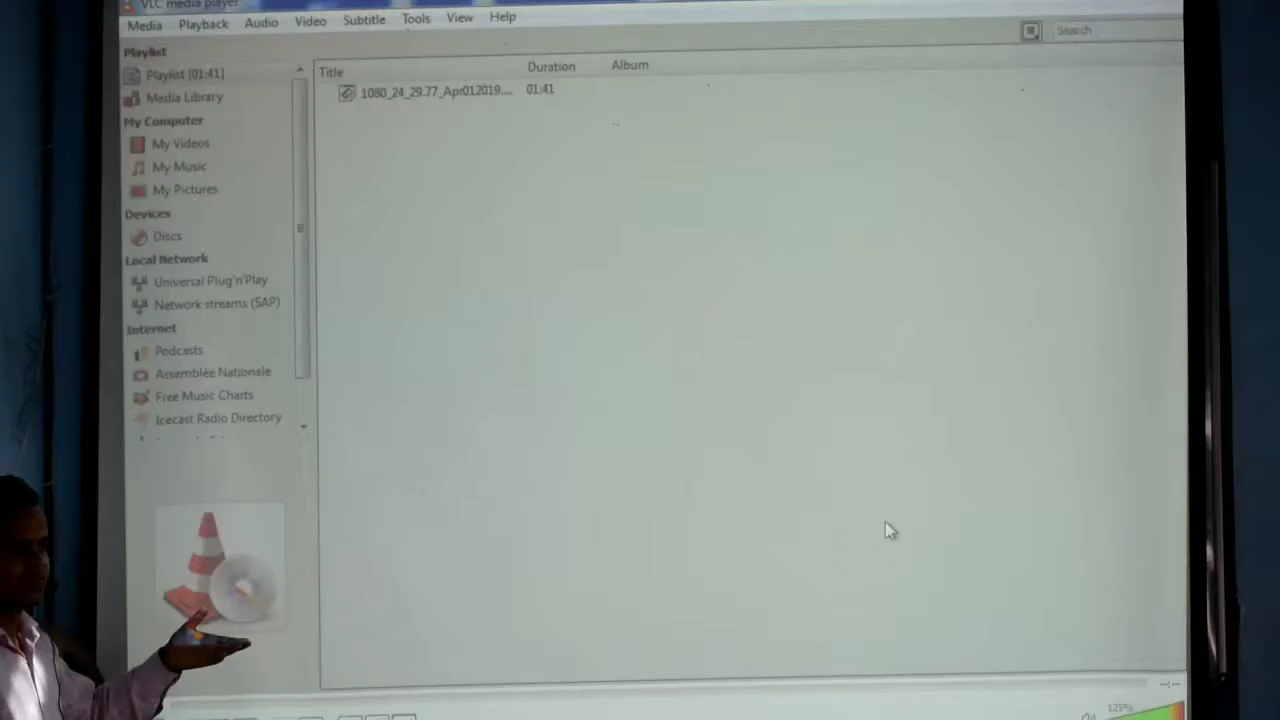 VLC media player
Media Playback Audio Video Subtitle Tools View Help
Search
Playlist
Playlist [01:41]
Media Library
My Computer
My Videos
My Music
My Pictures
Devices
Discs
Local Network
Universal Plug'n'Play
Network streams (SAP)
Internet
Podcasts
Assemblée Nationale
Free Music Charts
Icecast Radio Directory
Title Duration Album
1080_24_29.77_Apr012019.... 01:41
--:--
125%